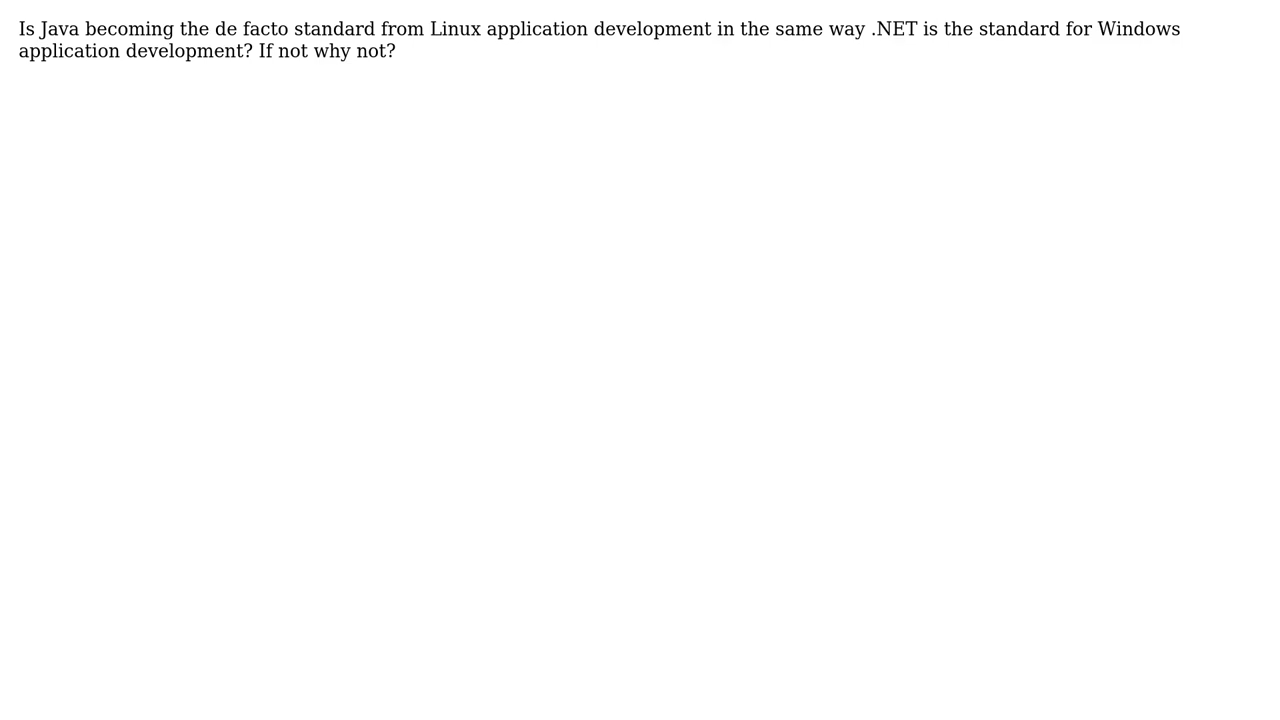 Is Java becoming the de facto standard from Linux application development in the same way .NET is the standard for Windows
application development? If not why not?